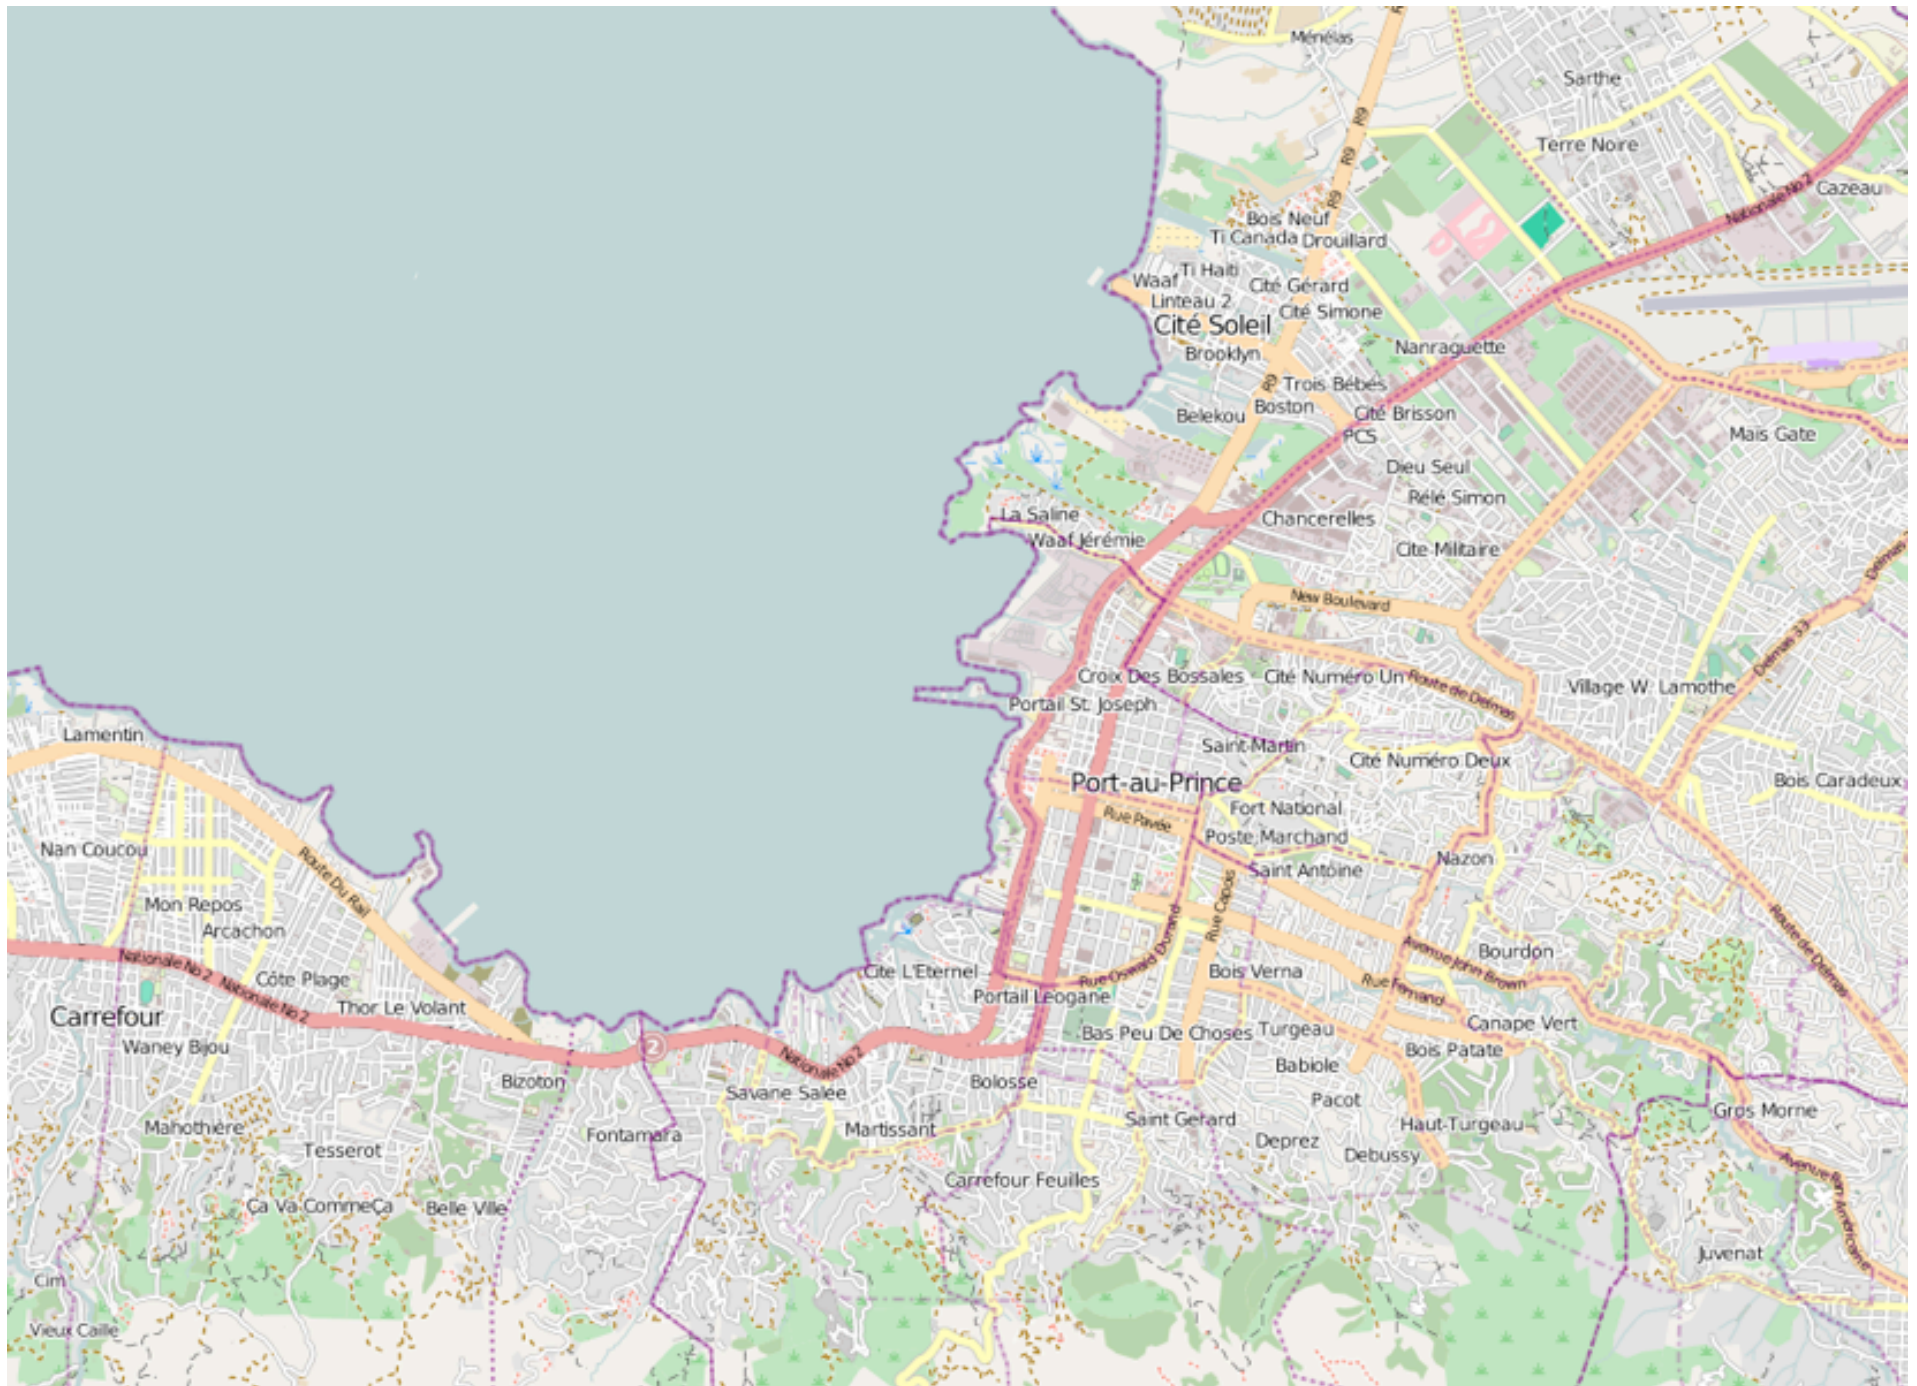 Ménélas
R9
Sarthe
R9
Terre Noire
R9
Cazeau
Nationale No 2
R9
Bois Neuf
Ti Canada
Drouillard
Ti Haiti
Waaf
Cité Gérard
Linteau 2
Cité Simone
Cité Soleil
Nanraguette
Brooklyn
R9
Trois Bébés
Boston
Belekou
Cité Brisson
PCS
Mais Gate
Dieu Seul
Rélé Simon
La Saline
Chancerelles
Waaf Jérémie
Cite Militaire
Delmas
New Boulevard
Delmas 33
Croix Des Bossales
Cité Numéro Un
Route de Delmas
Village W. Lamothe
Portail St. Joseph
Lamentin
Saint-Martin
Cité Numéro Deux
Port-au-Prince
Bois Caradeux
Fort National
Rue Pavée
Poste Marchand
Nan Coucou
Nazon
Saint Antoine
Route Du Rail
Mon Repos
Rue Capois
Arcachon
Rue Oswald Durand
Route de Delmas
Avenue John Brown
Bourdon
Nationale No 2
Nationale No 2
Côte Plage
Cite L'Eternel
Bois Verna
Rue Fernand
Thor Le Volant
Portail Léogane
Carrefour
Canape Vert
Bas Peu De Choses
Turgeau
Waney Bijou
2
Nationale No 2
Bois Patate
Babiole
Bizoton
Bolosse
Savane Salée
Pacot
Gros Morne
Mahothière
Fontamara
Martissant
Saint Gerard
Haut-Turgeau
Deprez
Tesserot
Debussy
Carrefour Feuilles
Avenue Pan Américaine
Ça Va CommeÇa
Belle Ville
Juvenat
Cim
Vieux Caille